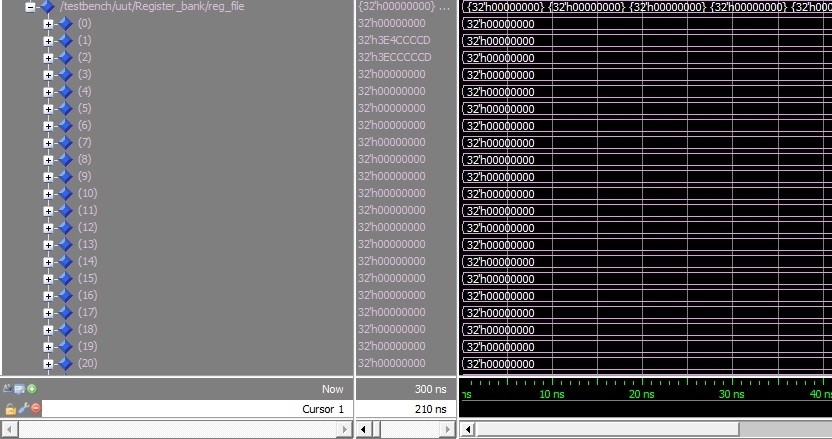 /testbench/uut/Register_bank/reg_file {32'h00000000} ... {32'h00000000} {32'h00000000} {32'h00000000} {32'h00000000} {32'h000
(0) 32'h00000000 32'h00000000
(1) 32'h3E4CCCCD 32'h00000000
(2) 32'h3ECCCCCD 32'h00000000
(3) 32'h00000000 32'h00000000
(4) 32'h00000000 32'h00000000
(5) 32'h00000000 32'h00000000
(6) 32'h00000000 32'h00000000
(7) 32'h00000000 32'h00000000
(8) 32'h00000000 32'h00000000
(9) 32'h00000000 32'h00000000
(10) 32'h00000000 32'h00000000
(11) 32'h00000000 32'h00000000
(12) 32'h00000000 32'h00000000
(13) 32'h00000000 32'h00000000
(14) 32'h00000000 32'h00000000
(15) 32'h00000000 32'h00000000
(16) 32'h00000000 32'h00000000
(17) 32'h00000000 32'h00000000
(18) 32'h00000000 32'h00000000
(19) 32'h00000000 32'h00000000
(20) 32'h00000000 32'h00000000
Now 300 ns ns 10 ns 20 ns 30 ns 40 n
Cursor 1 210 ns